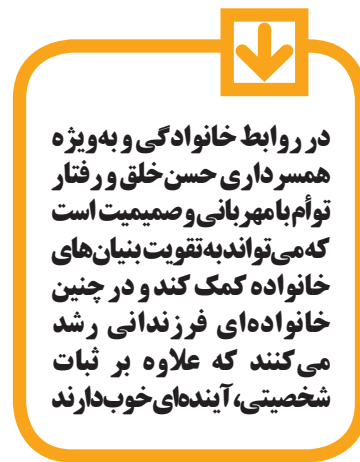 در روابط خانوادگی و به‌ویژه
همسرداری حسن خلق و رفتار
توأم با مهربانی و صمیمیت است
که می‌تواند به تقویت بنیان‌های
خانواده کمک کند و در چنین
خانواده‌ای فرزندانی رشد
می‌کنند که علاوه بر ثبات
شخصیتی، آینده‌ای خوب دارند